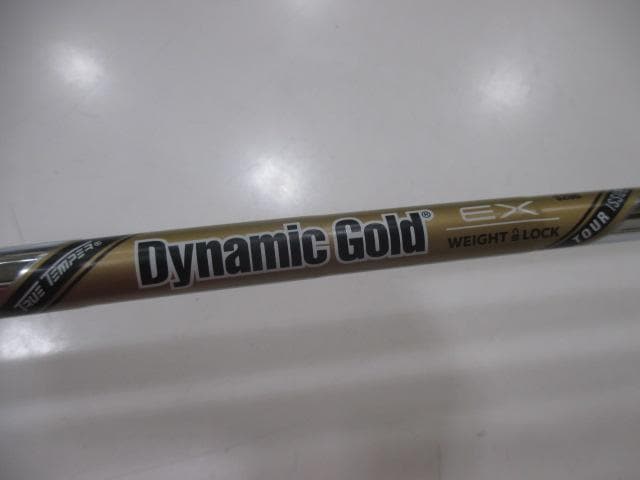 TRUE TEMPER®
Dynamic Gold®
EX
WEIGHT LOCK
TOUR